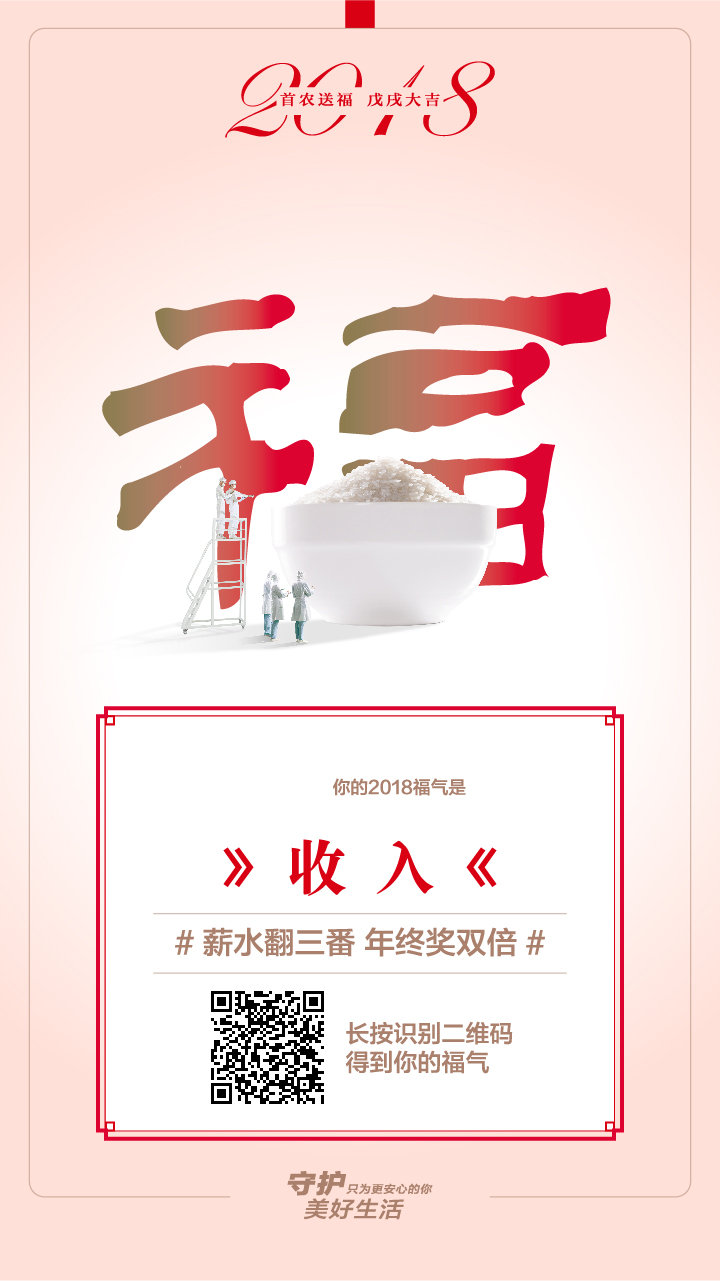 2018
首农送福 戊戌大吉
福
你的2018福气是
》 收入 《
# 薪水翻三番 年终奖双倍 #
长按识别二维码
得到你的福气
守护 只为更安心的你
美好生活